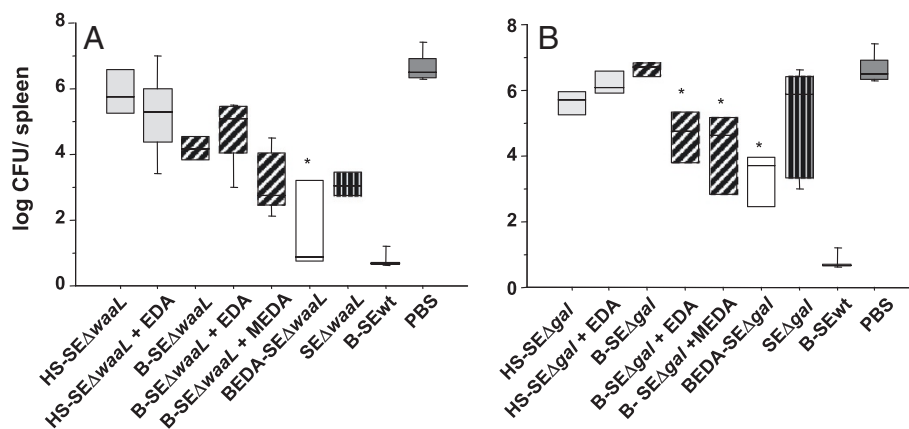 A
B
log CFU/ spleen
8
6
4
2
0
8
6
4
2
0
*
*
*
*
HS-SEΔwaaL
HS-SEΔwaaL + EDA
B-SEΔwaaL
B-SEΔwaaL + EDA
B-SEΔwaaL + MEDA
BEDA-SEΔwaaL
SEΔwaaL
B-SEwt
PBS
HS-SEΔgal
HS-SEΔgal + EDA
B-SEΔgal
B-SEΔgal + EDA
B- SEΔgal +MEDA
BEDA-SEΔgal
SEΔgal
B-SEwt
PBS